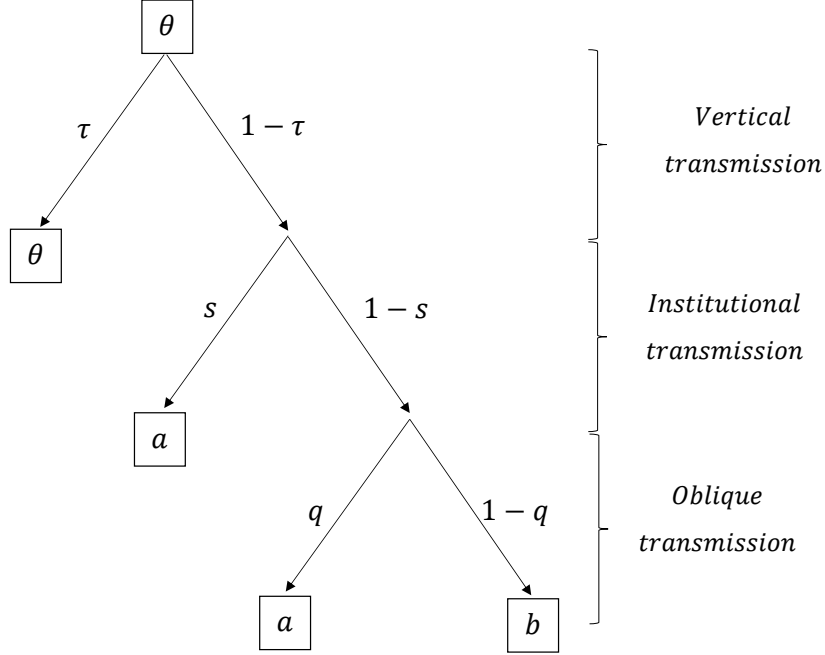 θ
τ
1 − τ
Vertical
transmission
θ
s
1 − s
Institutional
transmission
a
q
1 − q
Oblique
transmission
a
b